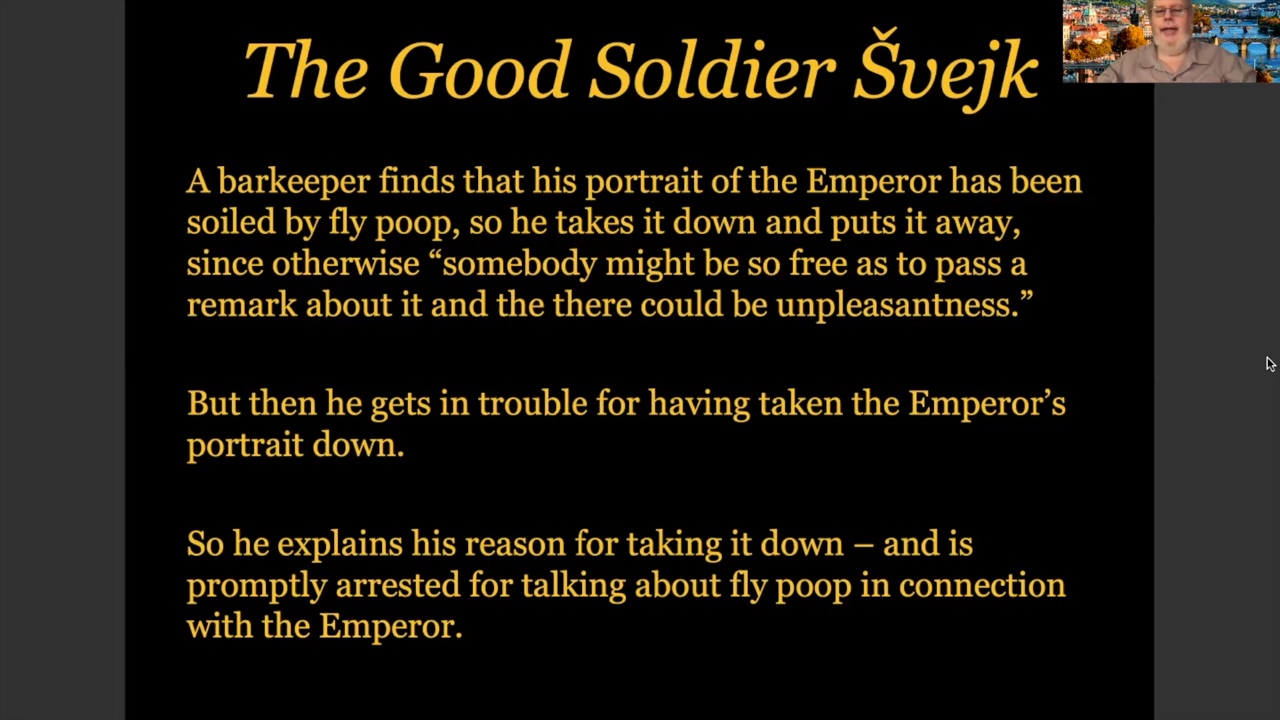 The Good Soldier Švejk
A barkeeper finds that his portrait of the Emperor has been
soiled by fly poop, so he takes it down and puts it away,
since otherwise “somebody might be so free as to pass a
remark about it and the there could be unpleasantness.”
But then he gets in trouble for having taken the Emperor’s
portrait down.
So he explains his reason for taking it down – and is
promptly arrested for talking about fly poop in connection
with the Emperor.